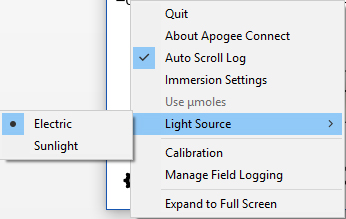 Quit
About Apogee Connect
Auto Scroll Log
Immersion Settings
Use µmoles
Light Source
Electric
Sunlight
Calibration
Manage Field Logging
Expand to Full Screen